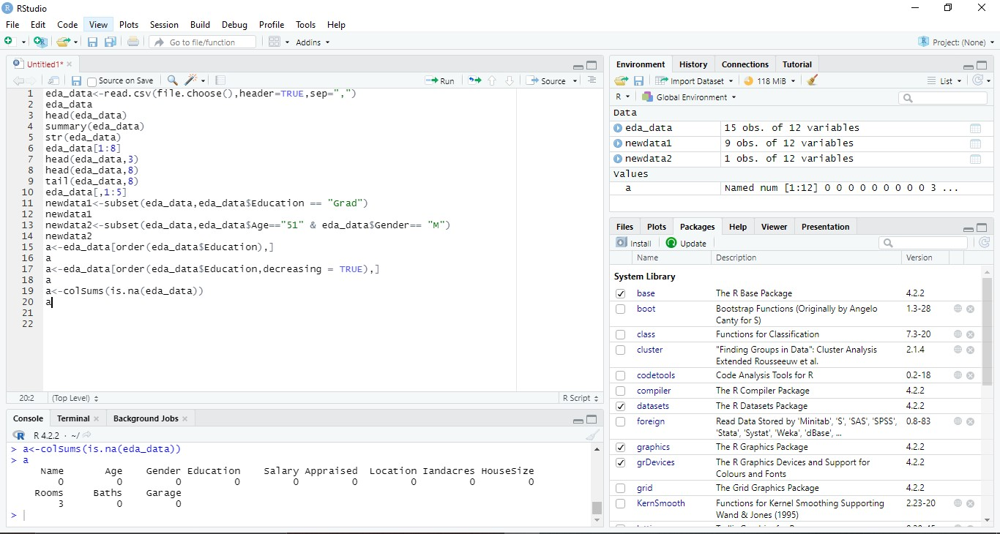 RStudio
File Edit Code View Plots Session Build Debug Profile Tools Help
Go to file/function Addins Project: (None)
Untitled1*
Source on Save Run Source
1 eda_data<-read.csv(file.choose(),header=TRUE,sep=",")
2 eda_data
3 head(eda_data)
4 summary(eda_data)
5 str(eda_data)
6 eda_data[1:8]
7 head(eda_data,3)
8 head(eda_data,8)
9 tail(eda_data,8)
10 eda_data[,1:5]
11 newdata1<-subset(eda_data,eda_data$Education == "Grad")
12 newdata1
13 newdata2<-subset(eda_data,eda_data$Age=="51" & eda_data$Gender== "M")
14 newdata2
15 a<-eda_data[order(eda_data$Education),]
16 a
17 a<-eda_data[order(eda_data$Education,decreasing = TRUE),]
18 a
19 a<-colSums(is.na(eda_data))
20 a
21
22
20:2 (Top Level) R Script
Console Terminal Background Jobs
R 4.2.2 · ~/
> a<-colSums(is.na(eda_data))
> a
Name Age Gender Education Salary Appraised Location Iandacres HouseSize
0 0 0 0 0 0 0 0 0
Rooms Baths Garage
3 0 0
>
Environment History Connections Tutorial
Import Dataset 118 MiB List
R Global Environment
Data
eda_data 15 obs. of 12 variables
newdata1 9 obs. of 12 variables
newdata2 1 obs. of 12 variables
Values
a Named num [1:12] 0 0 0 0 0 0 0 0 0 3 ...
Files Plots Packages Help Viewer Presentation
Install Update
Name Description Version
System Library
base The R Base Package 4.2.2
boot Bootstrap Functions (Originally by Angelo 1.3-28
Canty for S)
class Functions for Classification 7.3-20
cluster "Finding Groups in Data": Cluster Analysis 2.1.4
Extended Rousseeuw et al.
codetools Code Analysis Tools for R 0.2-18
compiler The R Compiler Package 4.2.2
datasets The R Datasets Package 4.2.2
foreign Read Data Stored by 'Minitab', 'S', 'SAS', 'SPSS', 0.8-83
'Stata', 'Systat', 'Weka', 'dBase', ...
graphics The R Graphics Package 4.2.2
grDevices The R Graphics Devices and Support for 4.2.2
Colours and Fonts
grid The Grid Graphics Package 4.2.2
KernSmooth Functions for Kernel Smoothing Supporting 2.23-20
Wand & Jones (1995)